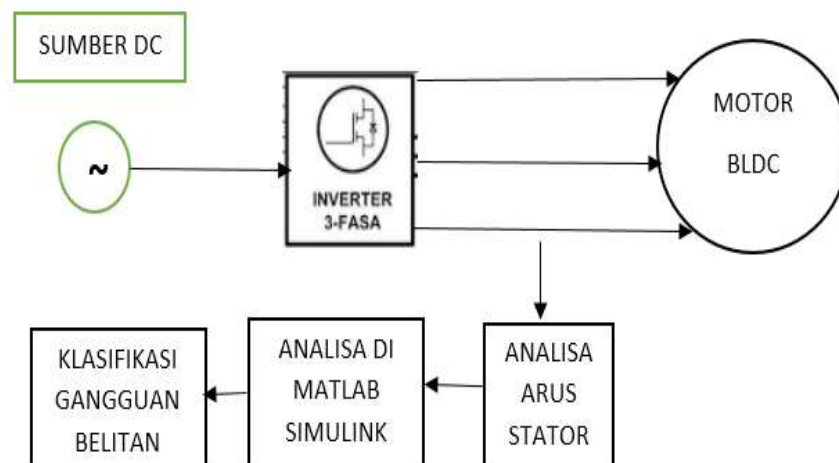 SUMBER DC
~
INVERTER
3-FASA
MOTOR
BLDC
KLASIFIKASI
GANGGUAN
BELITAN
ANALISA DI
MATLAB
SIMULINK
ANALISA
ARUS
STATOR